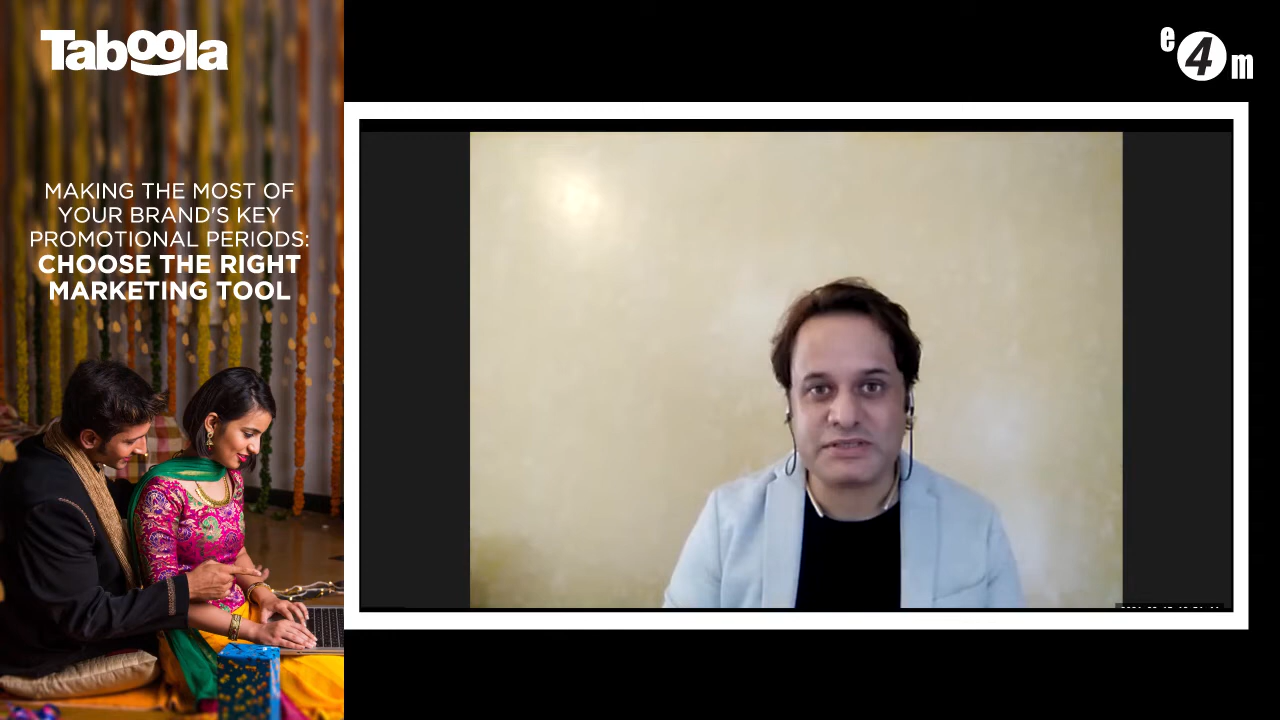 Taboola
MAKING THE MOST OF
YOUR BRAND'S KEY
PROMOTIONAL PERIODS:
CHOOSE THE RIGHT
MARKETING TOOL
e4m